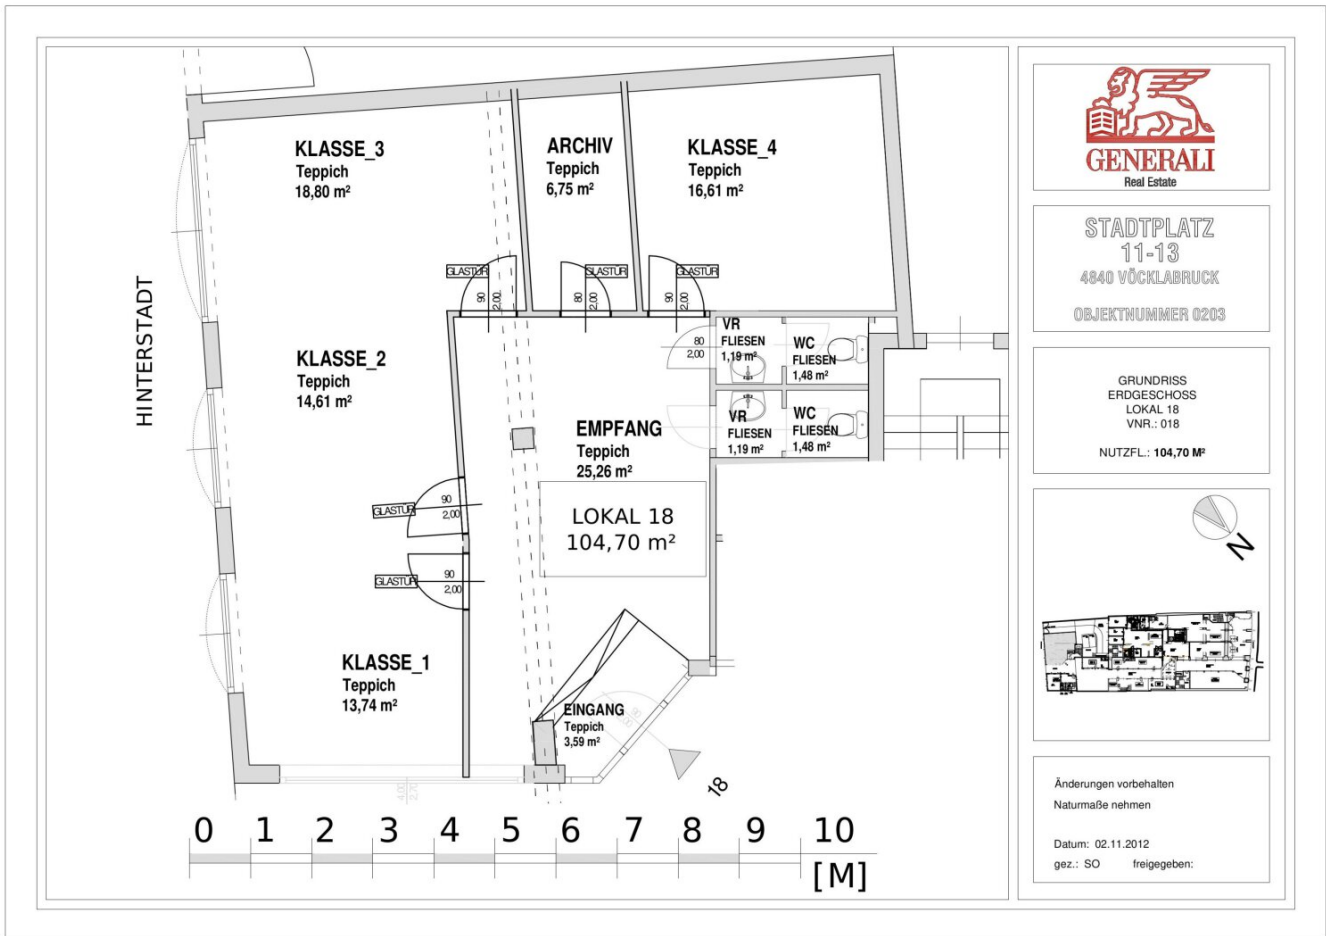 KLASSE_3
Teppich
18,80 m²
ARCHIV
Teppich
6,75 m²
KLASSE_4
Teppich
16,61 m²
GLASTÜR
90
2,00
80
2,00
GLASTÜR
90
2,00
GLASTÜR
HINTERSTADT
KLASSE_2
Teppich
14,61 m²
80
2,00
VR
FLIESEN
1,19 m²
WC
FLIESEN
1,48 m²
VR
FLIESEN
1,19 m²
WC
FLIESEN
1,48 m²
EMPFANG
Teppich
25,26 m²
LOKAL 18
104,70 m²
GLASTÜR
90
2,00
GLASTÜR
90
2,00
KLASSE_1
Teppich
13,74 m²
EINGANG
Teppich
3,59 m²
18
4,00
2,70
0 1 2 3 4 5 6 7 8 9 10
[M]
GENERALI
Real Estate
STADTPLATZ
11-13
4840 VÖCKLABRUCK
OBJEKTNUMMER 0203
GRUNDRISS
ERDGESCHOSS
LOKAL 18
VNR.: 018
NUTZFL.: 104,70 M²
N
Änderungen vorbehalten
Naturmaße nehmen
Datum: 02.11.2012
gez.: SO freigegeben: